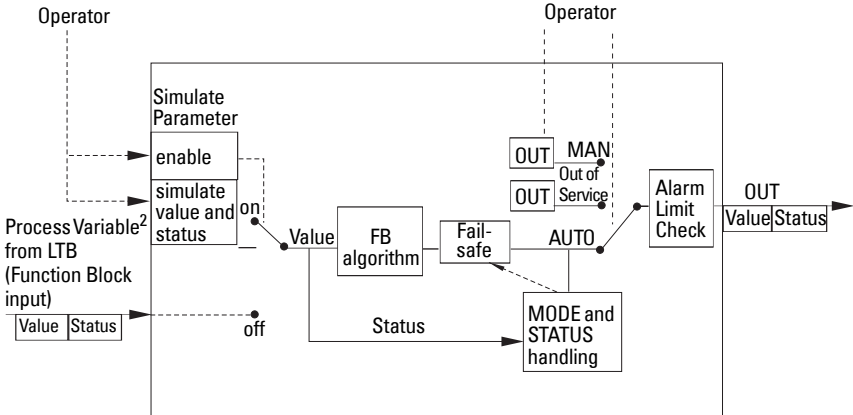 Operator
Operator
Simulate
Parameter
enable
simulate
value and
status
on
Process Variable2
from LTB
(Function Block
input)
Value Status
off
Value
FB
algorithm
Fail-
safe
Status
MODE and
STATUS
handling
OUT
MAN
Out of
Service
OUT
AUTO
Alarm
Limit
Check
OUT
Value Status